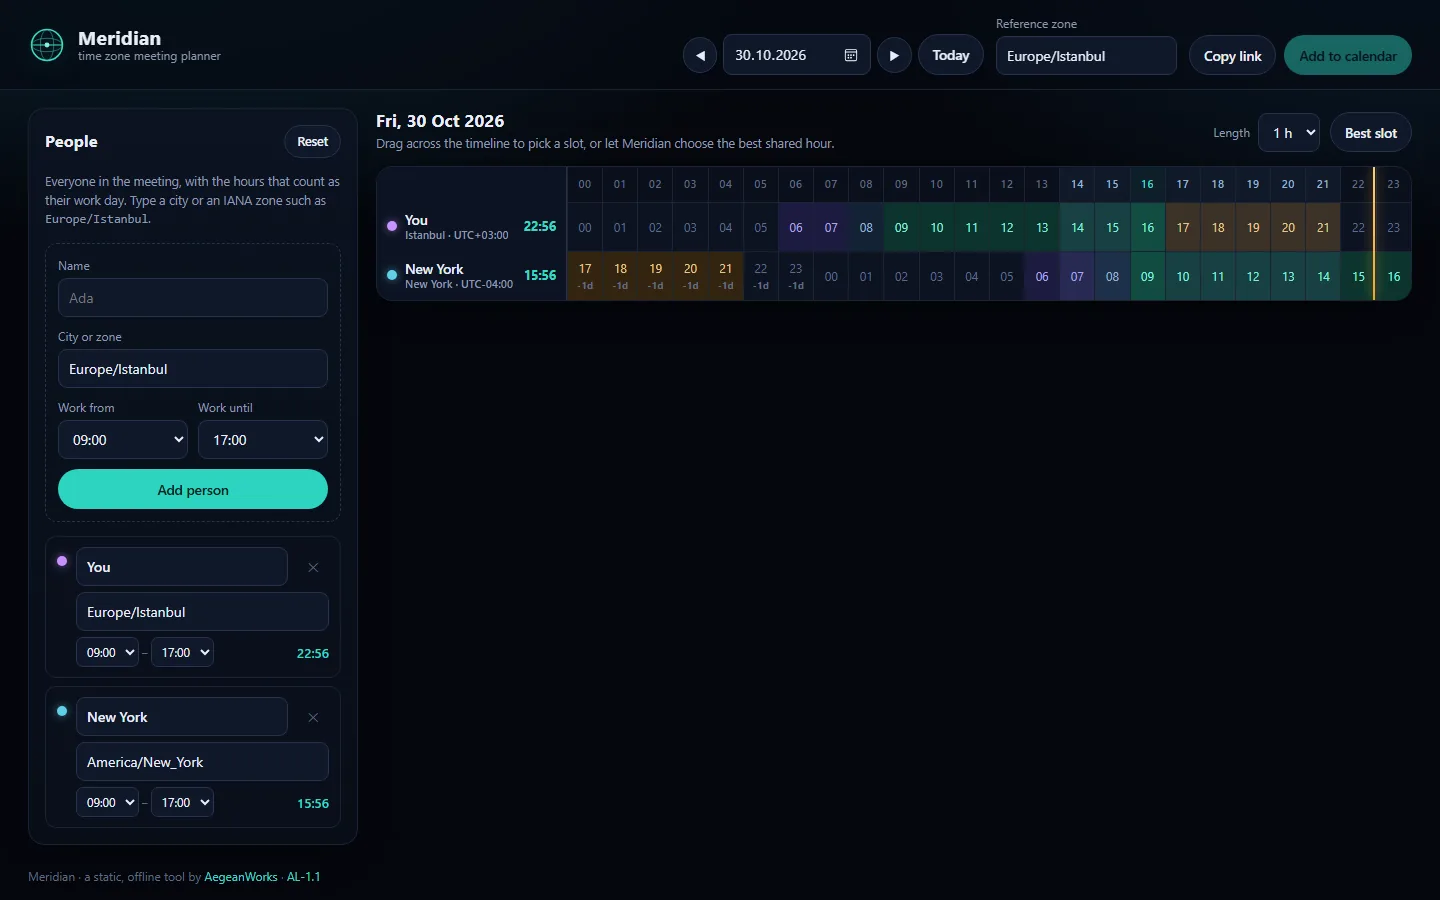 Meridian
time zone meeting planner
Reference zone
◀ 30.10.2026 ▶ Today Europe/Istanbul Copy link Add to calendar
People Reset
Everyone in the meeting, with the hours that count as
their work day. Type a city or an IANA zone such as
Europe/Istanbul.
Name
Ada
City or zone
Europe/Istanbul
Work from Work until
09:00 17:00
Add person
You ×
Europe/Istanbul
09:00 – 17:00 22:56
New York ×
America/New_York
09:00 – 17:00 15:56
Fri, 30 Oct 2026
Drag across the timeline to pick a slot, or let Meridian choose the best shared hour.
Length 1 h Best slot
00 01 02 03 04 05 06 07 08 09 10 11 12 13 14 15 16 17 18 19 20 21 22 23
You
Istanbul · UTC+03:00
22:56
00 01 02 03 04 05 06 07 08 09 10 11 12 13 14 15 16 17 18 19 20 21 22 23
New York
New York · UTC-04:00
15:56
17 18 19 20 21 22 23 00 01 02 03 04 05 06 07 08 09 10 11 12 13 14 15 16
-1d -1d -1d -1d -1d -1d -1d
Meridian · a static, offline tool by AegeanWorks · AL-1.1